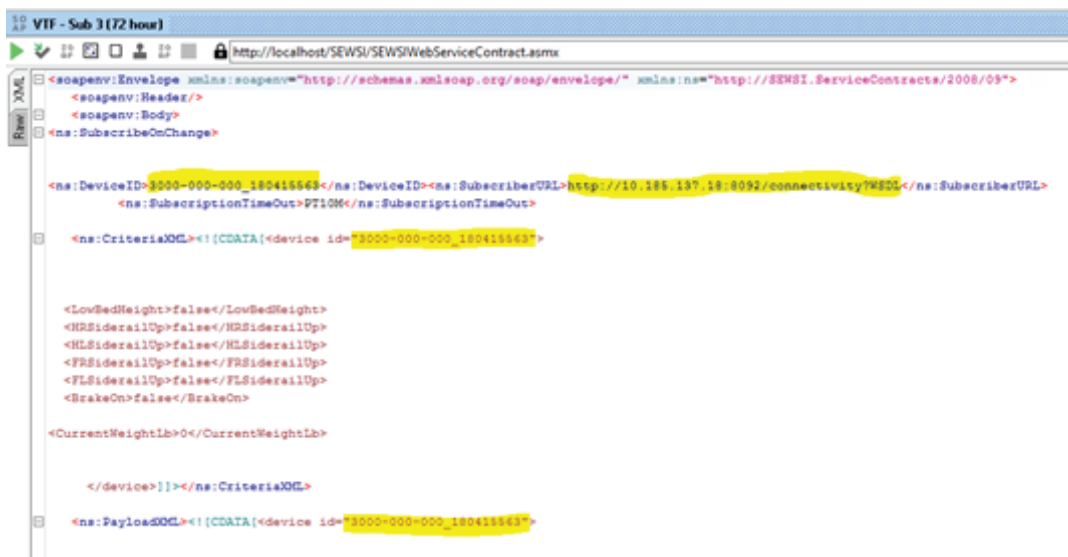 VTF - Sub 3 (72 hour)
http://localhost/SEWSI/SEWSIWebServiceContract.asmx
XML
Raw
<soapenv:Envelope xmlns:soapenv="http://schemas.xmlsoap.org/soap/envelope/" xmlns:ns="http://SEWSI.ServiceContracts/2008/09">
<soapenv:Header/>
<soapenv:Body>
<ns:SubscribeOnChange>
<ns:DeviceID>3000-000-000_180415563</ns:DeviceID><ns:SubscriberURL>http://10.185.137.18:8092/connectivity?WSDL</ns:SubscriberURL>
<ns:SubscriptionTimeOut>PT10M</ns:SubscriptionTimeOut>
<ns:CriteriaXML><![CDATA[<device id="3000-000-000_180415563">
<LowBedHeight>false</LowBedHeight>
<HRSiderailUp>false</HRSiderailUp>
<HLSiderailUp>false</HLSiderailUp>
<FRSiderailUp>false</FRSiderailUp>
<FLSiderailUp>false</FLSiderailUp>
<BrakeOn>false</BrakeOn>
<CurrentWeightLb>0</CurrentWeightLb>
</device>]]></ns:CriteriaXML>
<ns:PayloadXML><![CDATA[<device id="3000-000-000_180415563">